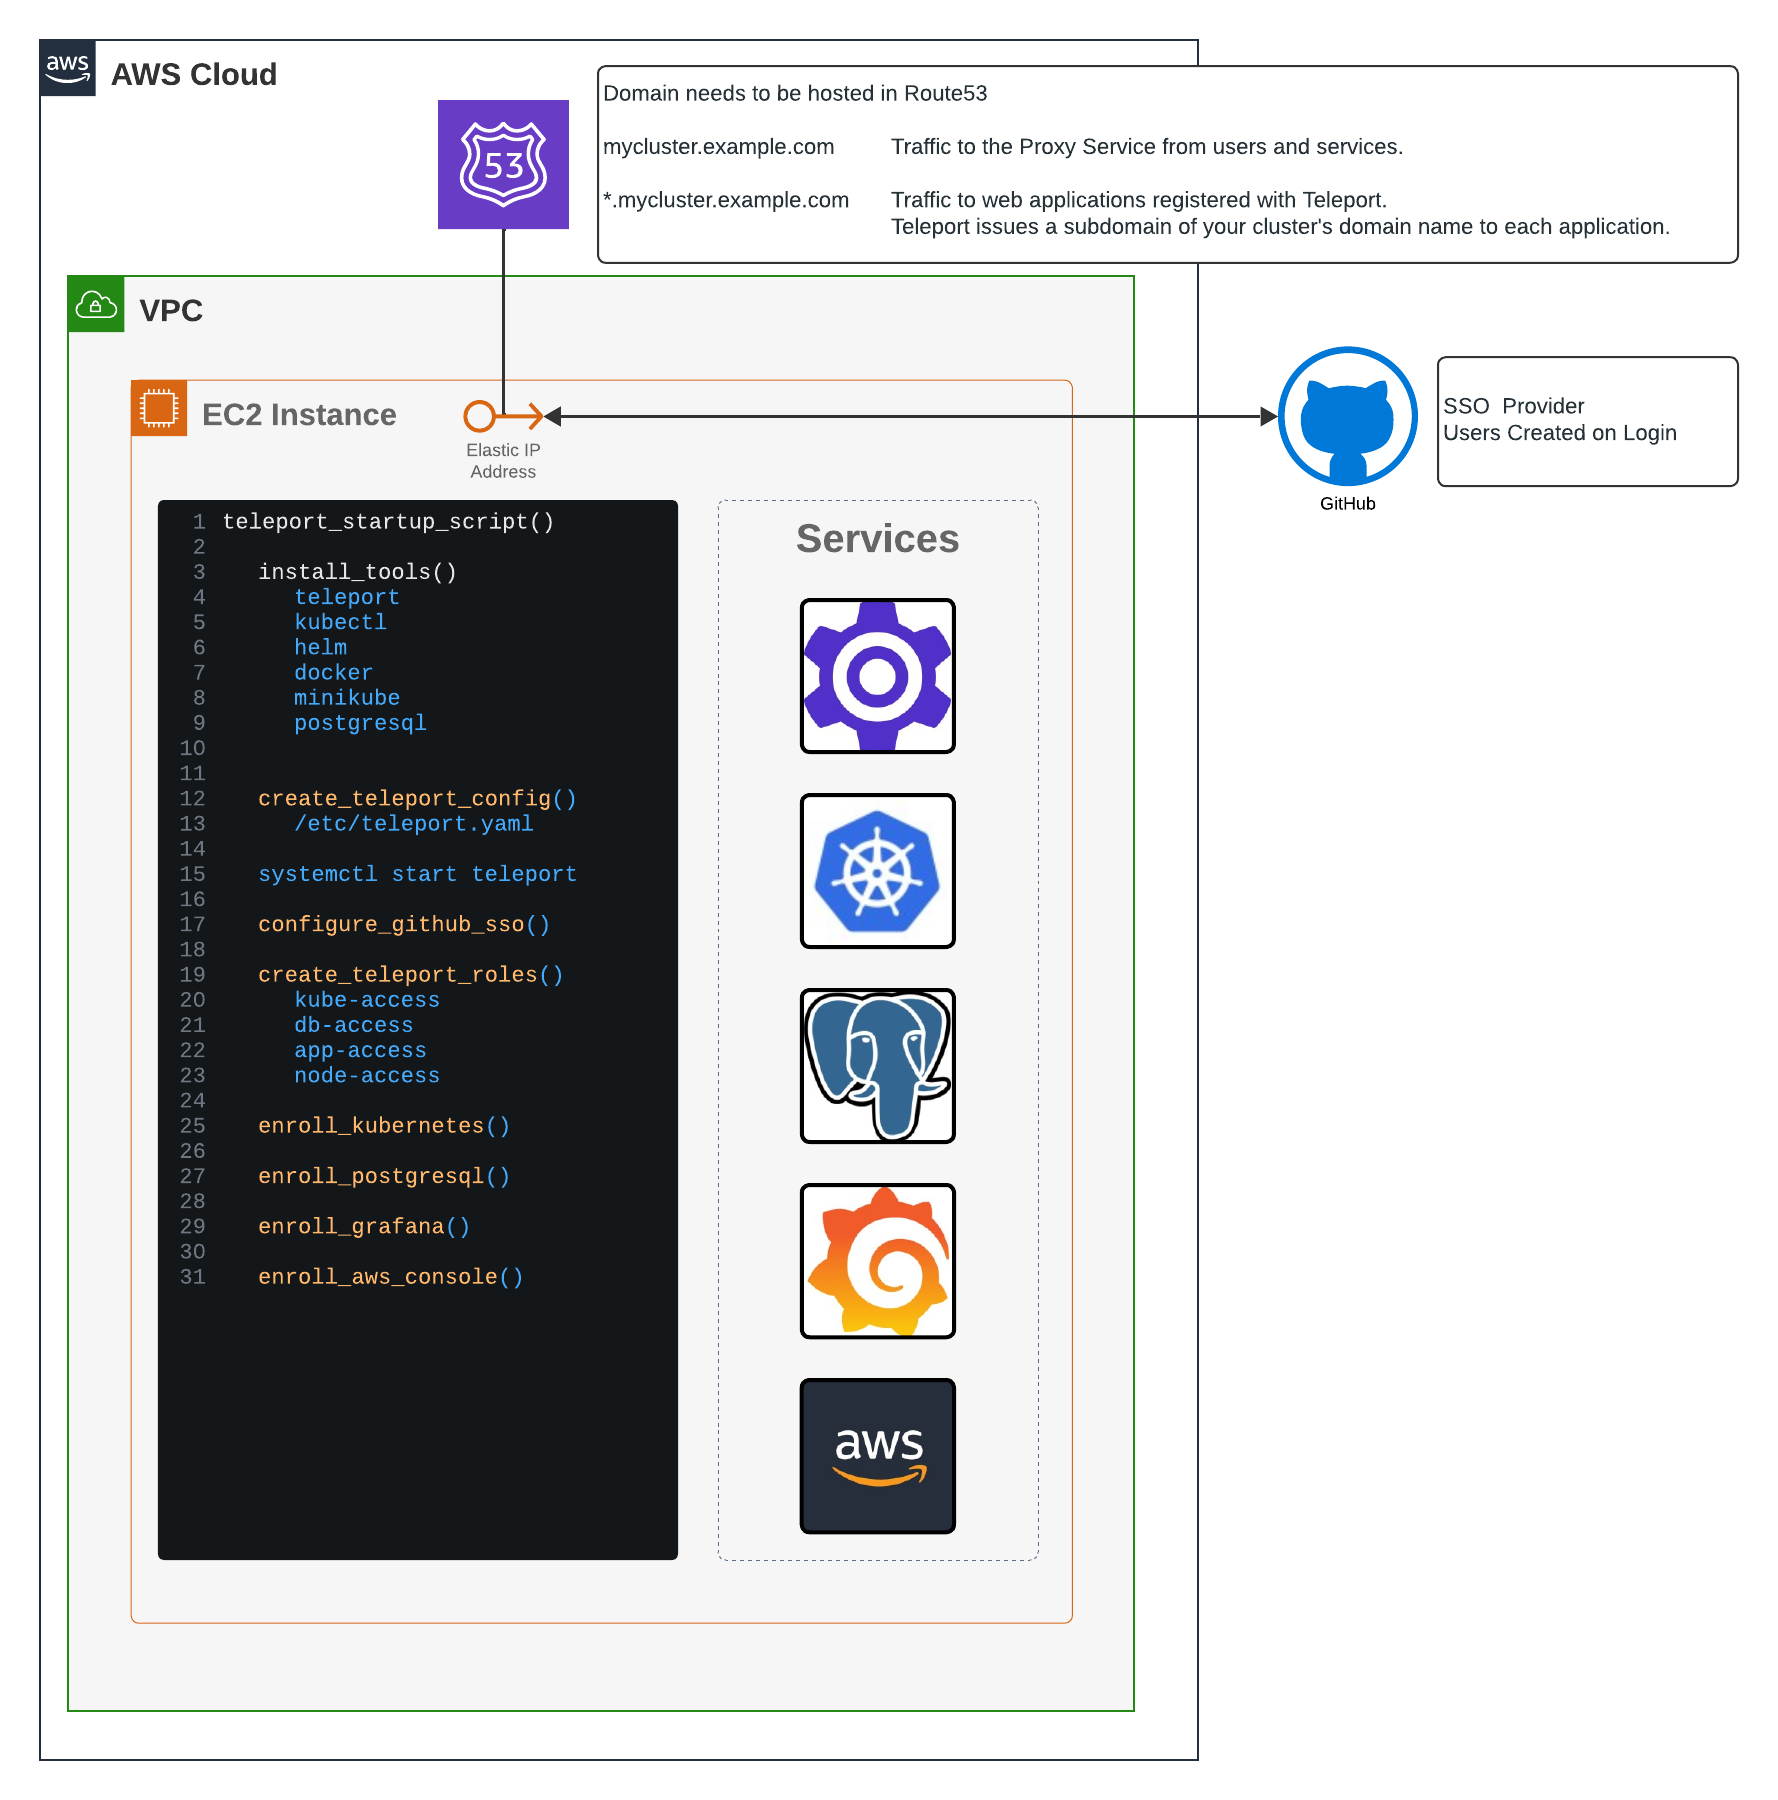 aws
AWS Cloud
53
Domain needs to be hosted in Route53
mycluster.example.com Traffic to the Proxy Service from users and services.
*.mycluster.example.com Traffic to web applications registered with Teleport.
Teleport issues a subdomain of your cluster's domain name to each application.
VPC
EC2 Instance
Elastic IP
Address
SSO  Provider
Users Created on Login
GitHub
1 teleport_startup_script()
2
3 install_tools()
4 teleport
5 kubectl
6 helm
7 docker
8 minikube
9 postgresql
10
11
12 create_teleport_config()
13 /etc/teleport.yaml
14
15 systemctl start teleport
16
17 configure_github_sso()
18
19 create_teleport_roles()
20 kube-access
21 db-access
22 app-access
23 node-access
24
25 enroll_kubernetes()
26
27 enroll_postgresql()
28
29 enroll_grafana()
30
31 enroll_aws_console()
Services
aws